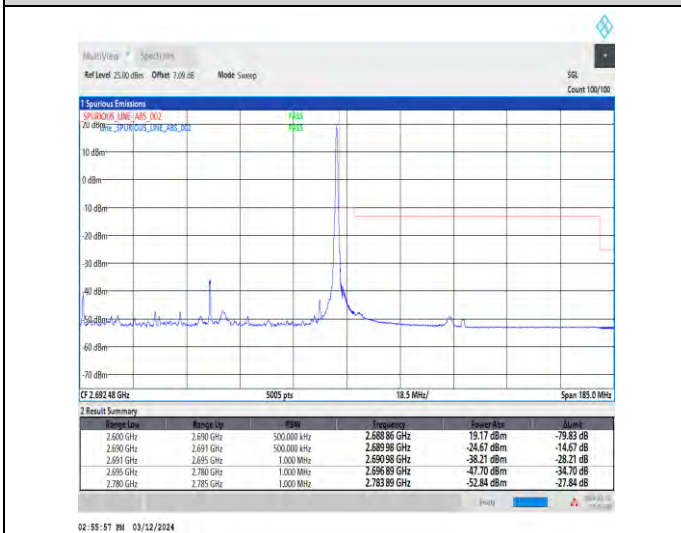 MultiView Spectrum
Ref Level 25.00 dBm Offset 7.09 dB Mode Sweep SGL
Count 100/100
1 Spurious Emissions
SPURIOUS_LINE_ABS_002 PASS
20 dBm
Line _SPURIOUS_LINE_ABS_002 PASS
10 dBm
0 dBm
-10 dBm
-20 dBm
-30 dBm
-40 dBm
-50 dBm
-60 dBm
-70 dBm
CF 2.692 48 GHz 5005 pts 18.5 MHz/ Span 185.0 MHz
2 Result Summary
Range Low Range Up RBW Frequency Power Abs ΔLimit
2.600 GHz 2.690 GHz 500.000 kHz 2.688 86 GHz 19.17 dBm -79.83 dB
2.690 GHz 2.691 GHz 500.000 kHz 2.689 98 GHz -24.67 dBm -14.67 dB
2.691 GHz 2.695 GHz 1.000 MHz 2.690 98 GHz -38.21 dBm -28.21 dB
2.695 GHz 2.780 GHz 1.000 MHz 2.696 89 GHz -47.70 dBm -34.70 dB
2.780 GHz 2.785 GHz 1.000 MHz 2.783 89 GHz -52.84 dBm -27.84 dB
Ready
02:55:57 PM 03/12/2024